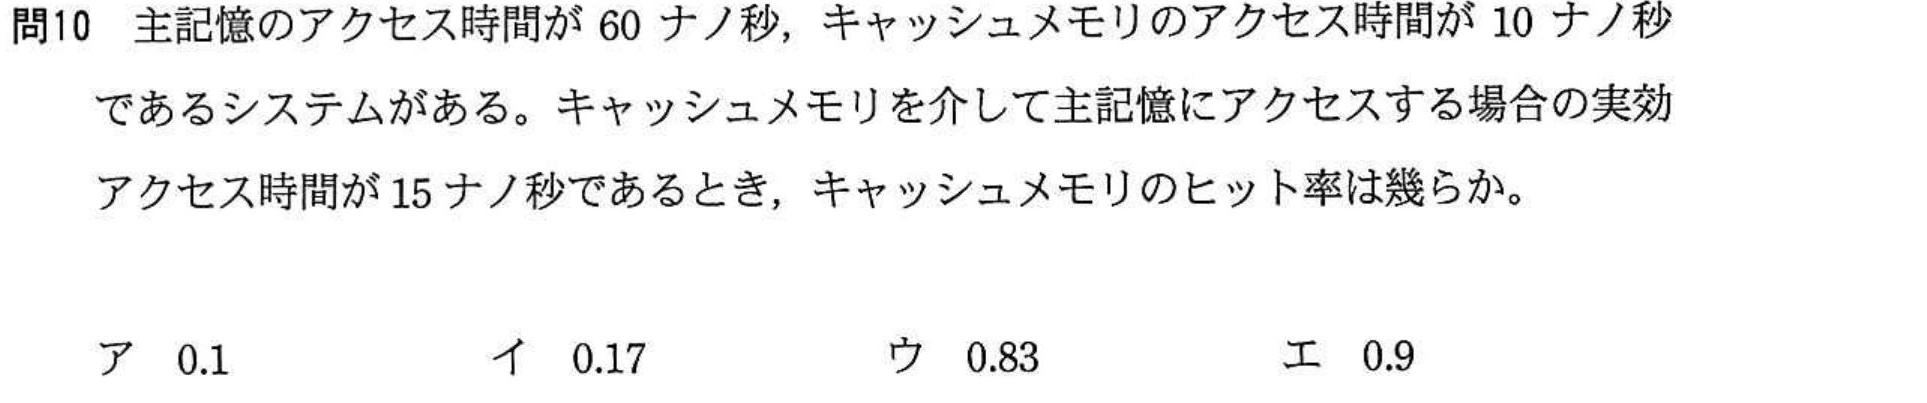 問10 主記憶のアクセス時間が 60 ナノ秒，キャッシュメモリのアクセス時間が 10 ナノ秒
であるシステムがある。キャッシュメモリを介して主記憶にアクセスする場合の実効
アクセス時間が 15 ナノ秒であるとき，キャッシュメモリのヒット率は幾らか。
ア 0.1 イ 0.17 ウ 0.83 エ 0.9